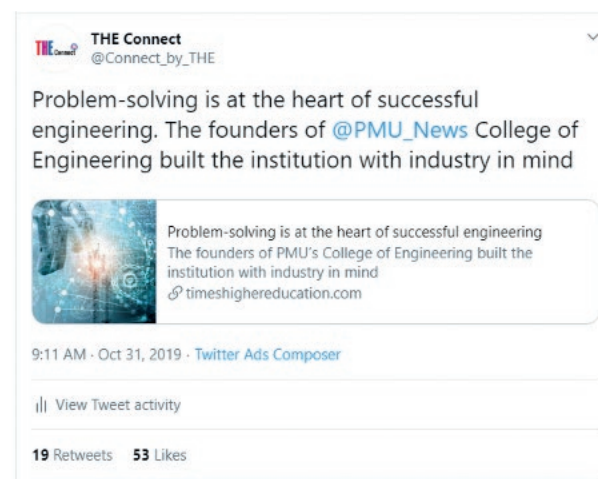 THE Connect
THE Connect
@Connect_by_THE
Problem-solving is at the heart of successful
engineering. The founders of @PMU_News College of
Engineering built the institution with industry in mind
Problem-solving is at the heart of successful engineering
The founders of PMU's College of Engineering built the
institution with industry in mind
timeshighereducation.com
9:11 AM · Oct 31, 2019 · Twitter Ads Composer
View Tweet activity
19 Retweets 53 Likes